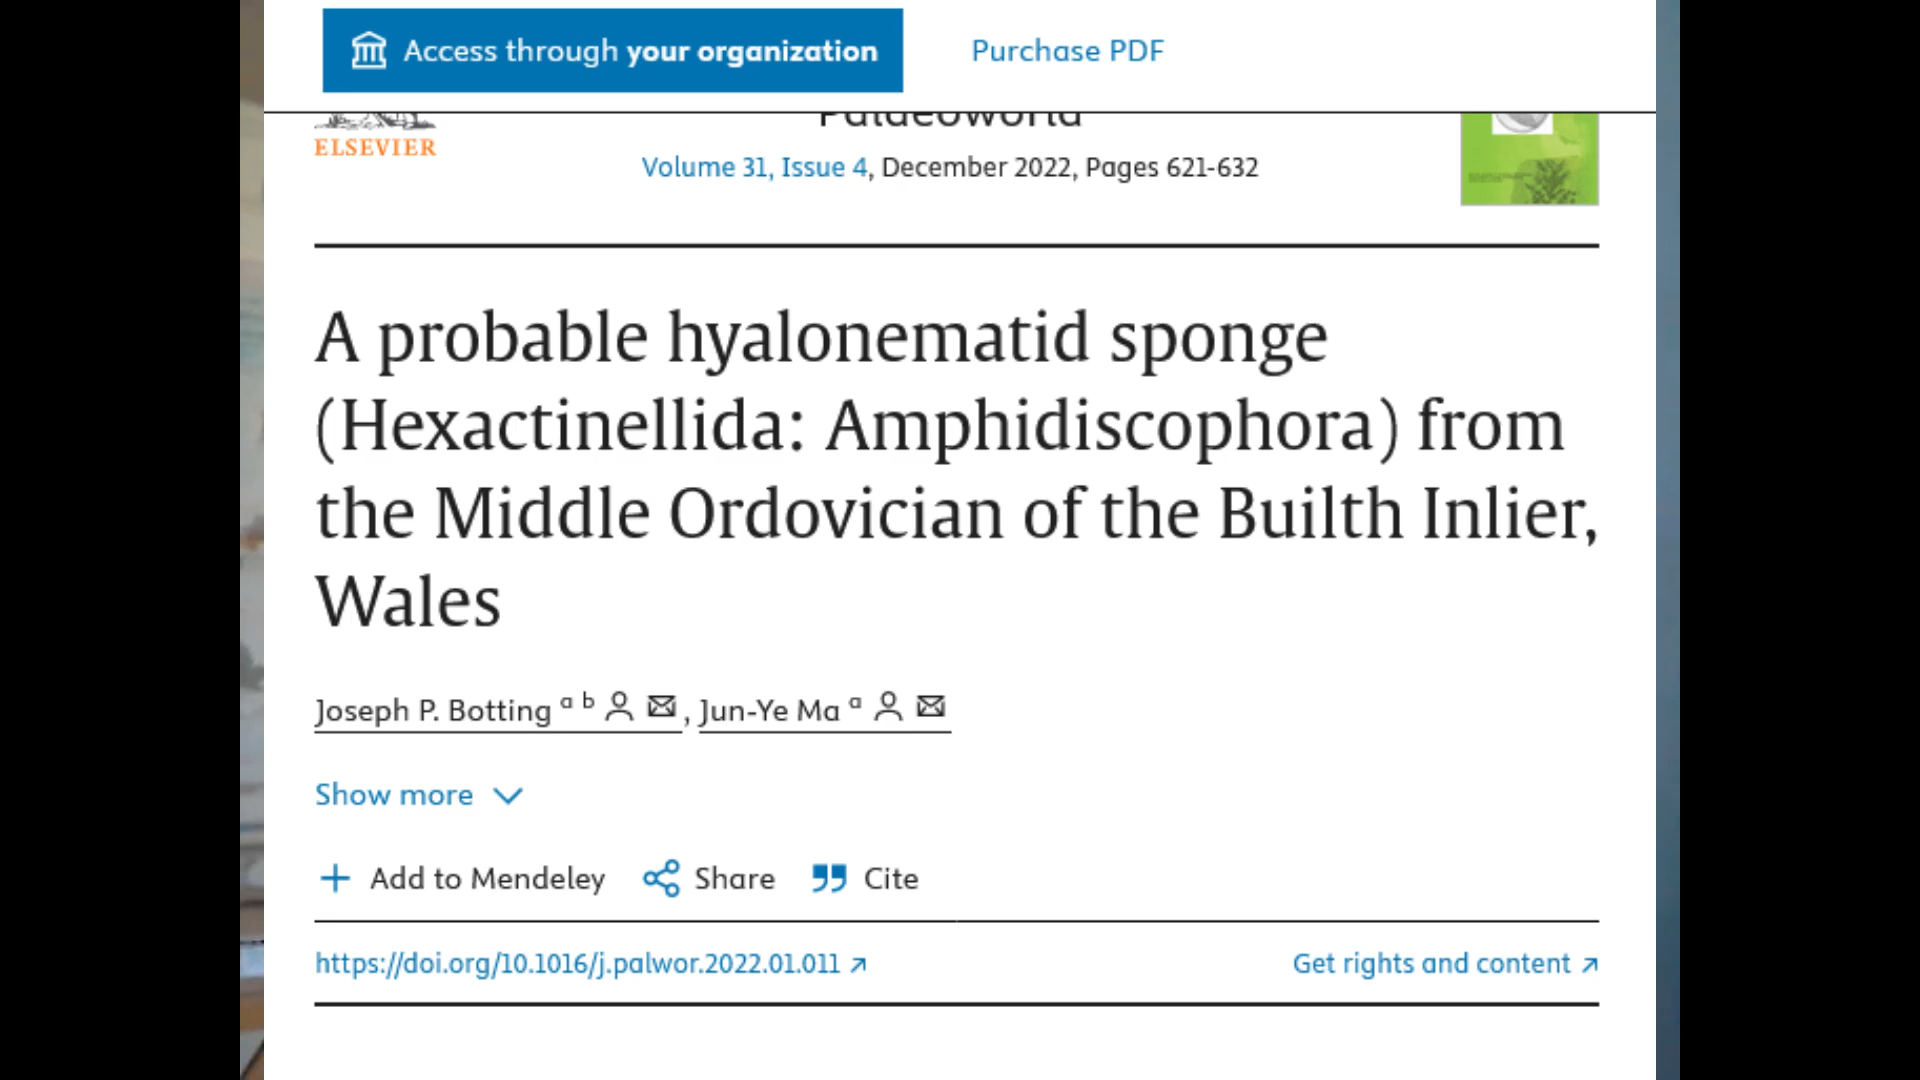 Access through your organization
Purchase PDF
Palaeoworld
ELSEVIER
Volume 31, Issue 4, December 2022, Pages 621-632
A probable hyalonematid sponge
(Hexactinellida: Amphidiscophora) from
the Middle Ordovician of the Builth Inlier,
Wales
Joseph P. Botting a b, Jun-Ye Ma a
Show more
Add to Mendeley Share Cite
https://doi.org/10.1016/j.palwor.2022.01.011
Get rights and content